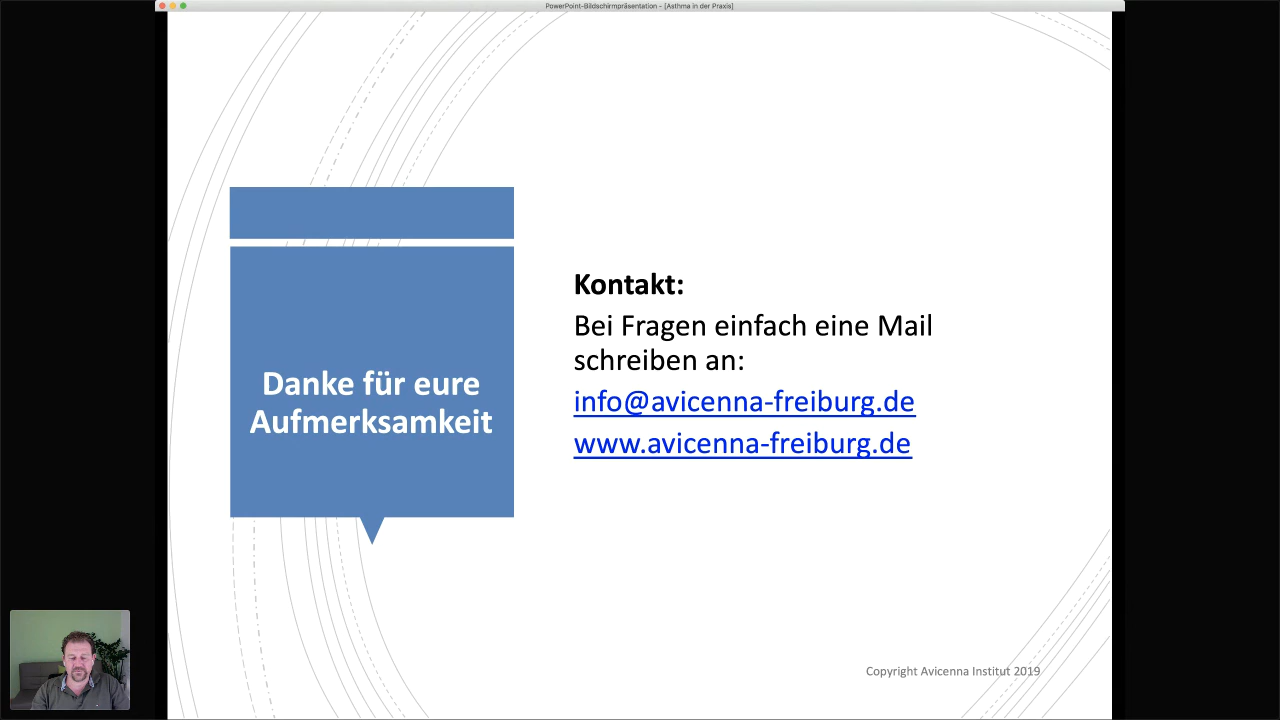 PowerPoint-Bildschirmpräsentation - [Asthma in der Praxis]
Danke für eure
Aufmerksamkeit
Kontakt:
Bei Fragen einfach eine Mail
schreiben an:
info@avicenna-freiburg.de
www.avicenna-freiburg.de
Copyright Avicenna Institut 2019